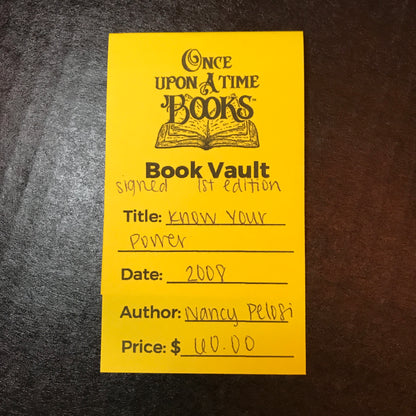 ONCE
UPON A TIME
BOOKS
Book Vault
signed 1st edition
Title: Know Your
Power
Date: 2008
Author: Nancy Pelosi
Price: $ 60.00